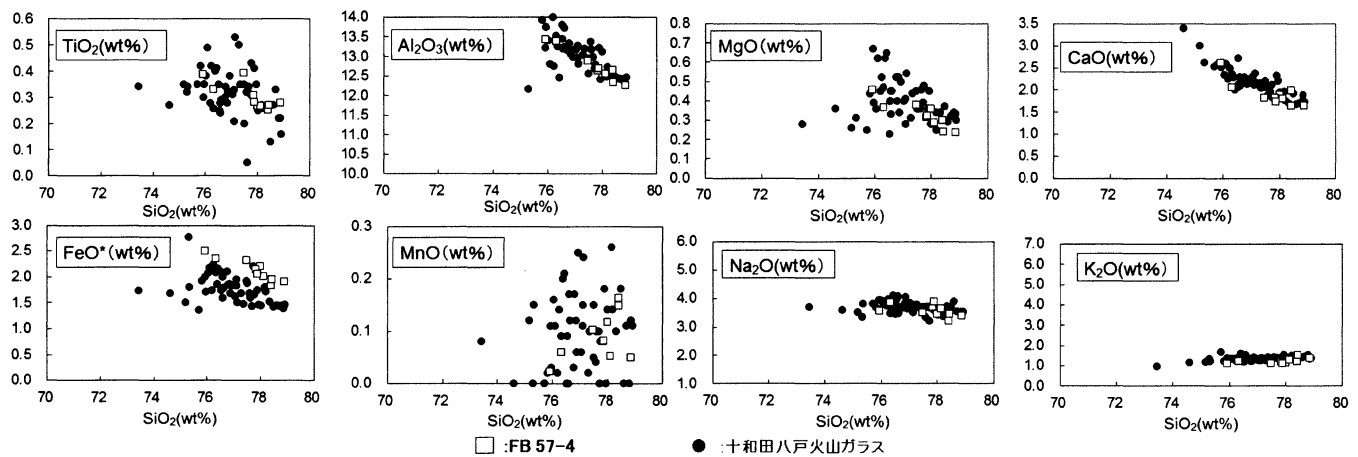 TiO₂(wt%)
0.6
0.5
0.4
0.3
0.2
0.1
0.0
70 72 74 76 78 80
SiO₂(wt%)
Al₂O₃(wt%)
14.0
13.5
13.0
12.5
12.0
11.5
11.0
10.5
10.0
70 72 74 76 78 80
SiO₂(wt%)
MgO(wt%)
0.8
0.7
0.6
0.5
0.4
0.3
0.2
0.1
0.0
70 72 74 76 78 80
SiO₂(wt%)
CaO(wt%)
3.5
3.0
2.5
2.0
1.5
1.0
0.5
0.0
70 72 74 76 78 80
SiO₂(wt%)
FeO*(wt%)
3.0
2.5
2.0
1.5
1.0
0.5
0.0
70 72 74 76 78 80
SiO₂(wt%)
MnO(wt%)
0.3
0.2
0.1
0.0
70 72 74 76 78 80
SiO₂(wt%)
Na₂O(wt%)
6.0
5.0
4.0
3.0
2.0
1.0
70 72 74 76 78 80
SiO₂(wt%)
K₂O(wt%)
7.0
6.0
5.0
4.0
3.0
2.0
1.0
0.0
70 72 74 76 78 80
SiO₂(wt%)
:FB 57-4 :十和田八戸火山ガラス